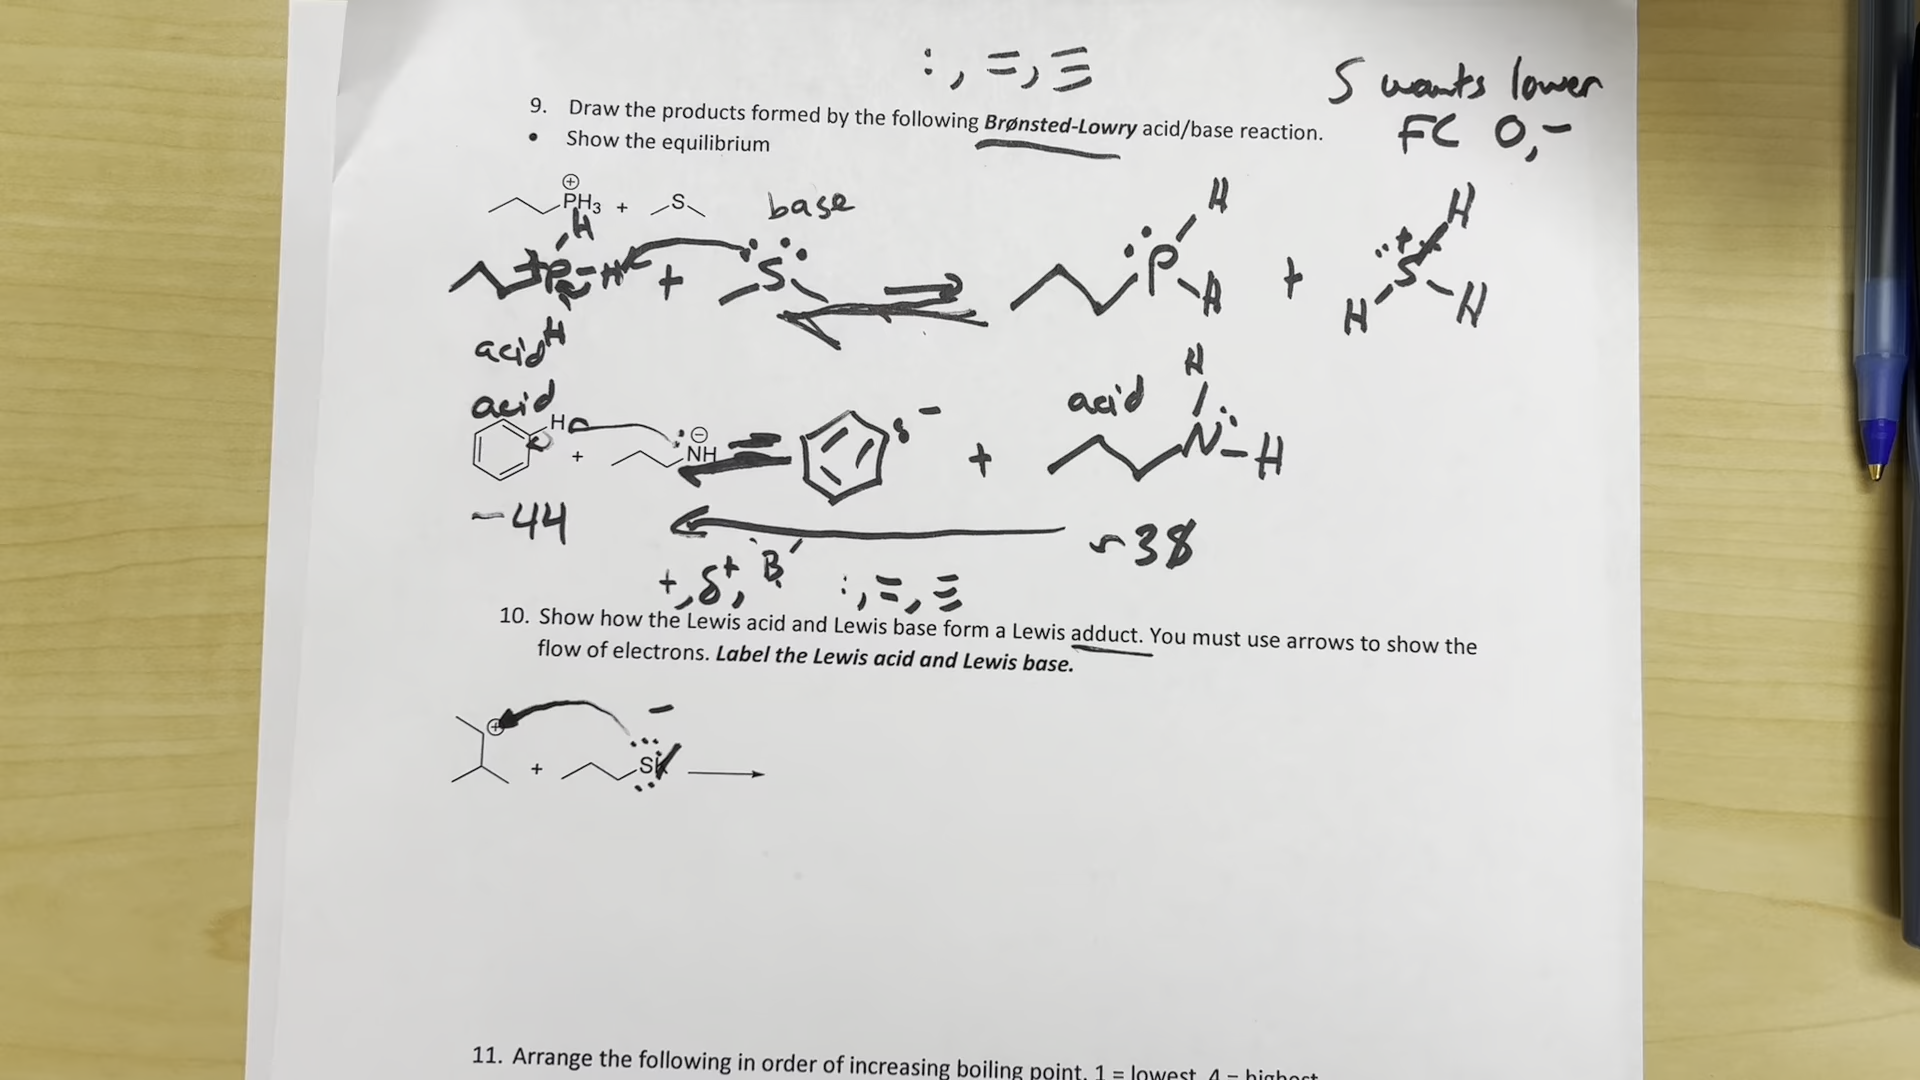 : , = , ≡
S wants lower
FC 0, -
9. Draw the products formed by the following Brønsted-Lowry acid/base reaction.
• Show the equilibrium
⊕
PH3 + S
base
H
H
P - H + S
P
H
+
+
S
H
H
H
H
acid
acid
acid
H
H
+
⊖
: NH
-
+
N - H
-44
~38
+, δ+, B
: , = , ≡
10. Show how the Lewis acid and Lewis base form a Lewis adduct. You must use arrows to show the
flow of electrons. Label the Lewis acid and Lewis base.
⊕
-
+
S
11. Arrange the following in order of increasing boiling point. 1 = lowest, 4 = highest